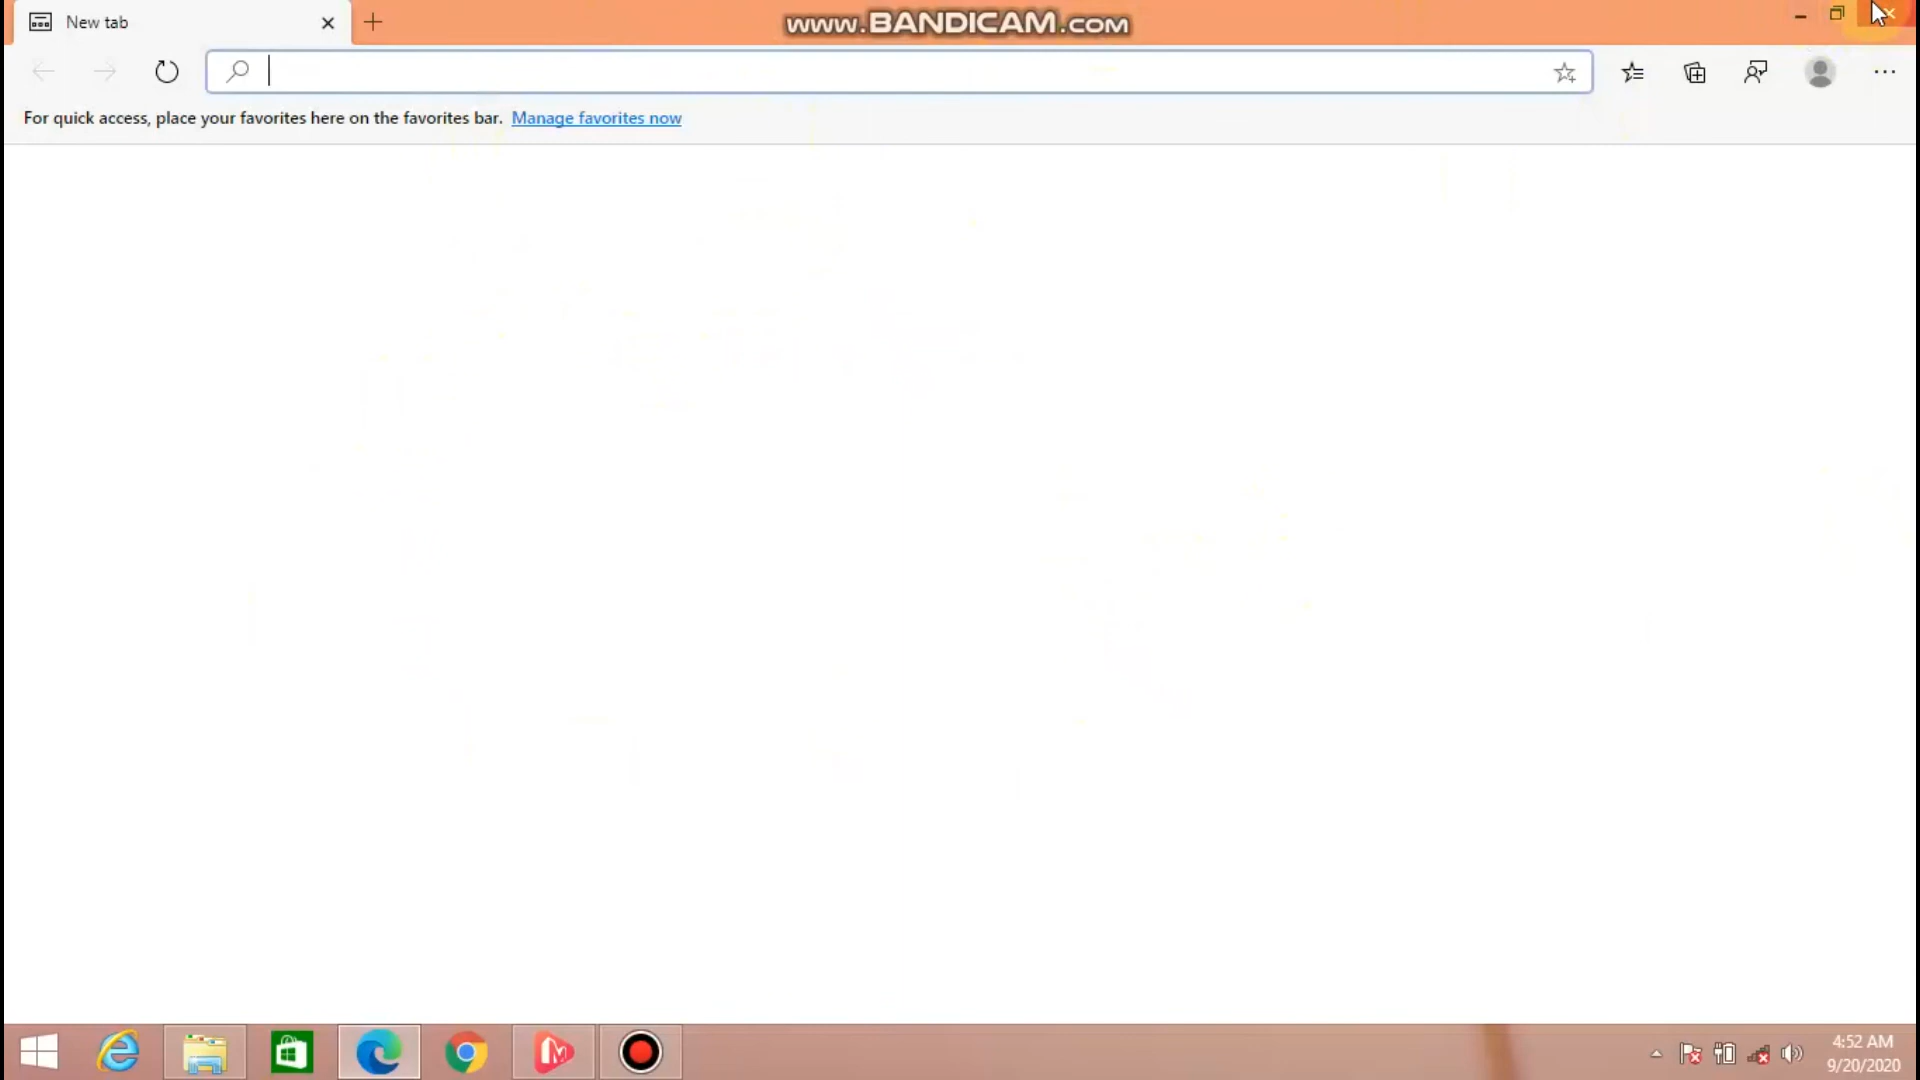 New tab
www.BANDICAM.com
For quick access, place your favorites here on the favorites bar. Manage favorites now
4:52 AM
9/20/2020